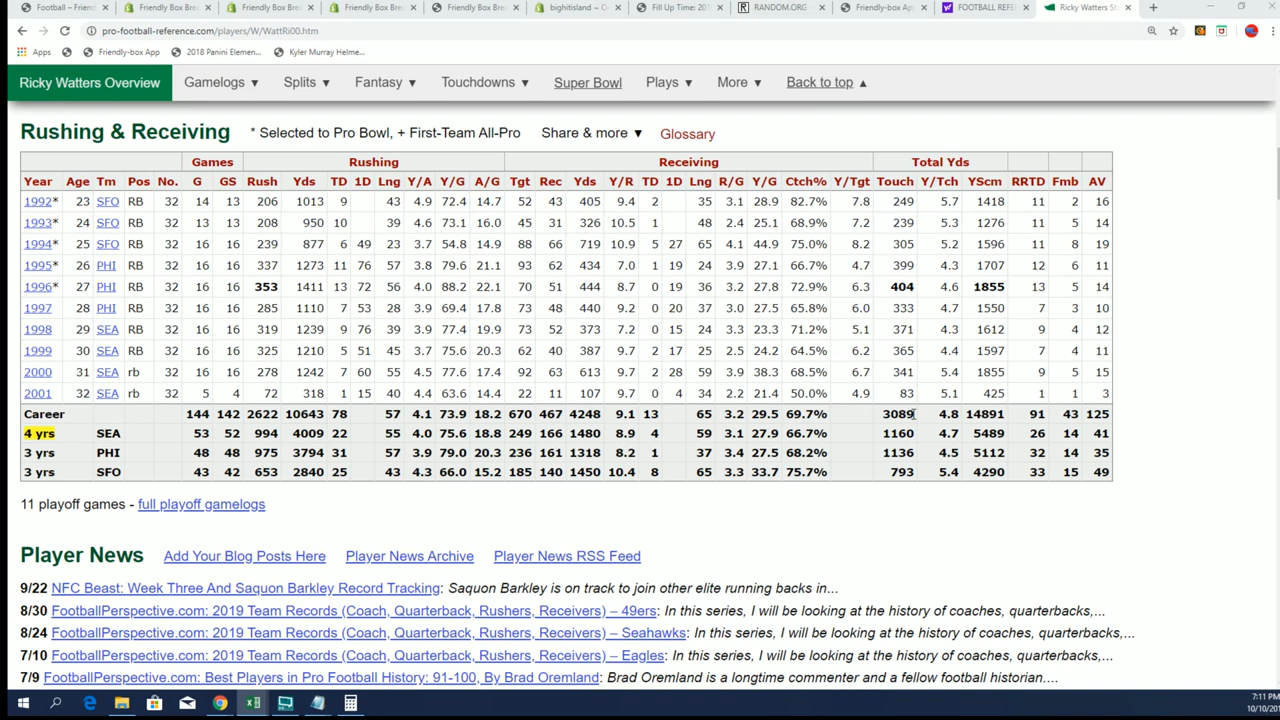 Football – Friendl Friendly Box Brea Friendly Box Brea Friendly Box Brea Friendly Box Brea bighitisland ~ O Fill Up Time: 201 RANDOM.ORG Friendly-box App FOOTBALL REFE Ricky Watters St
pro-football-reference.com/players/W/WattRi00.htm
Apps Friendly-box App 2018 Panini Elemen... Kyler Murray Helme...
Ricky Watters Overview Gamelogs ▼ Splits ▼ Fantasy ▼ Touchdowns ▼ Super Bowl Plays ▼ More ▼ Back to top ▲
Rushing & Receiving * Selected to Pro Bowl, + First-Team All-Pro Share & more ▼ Glossary
Games Rushing Receiving Total Yds
Year Age Tm Pos No. G GS Rush Yds TD 1D Lng Y/A Y/G A/G Tgt Rec Yds Y/R TD 1D Lng R/G Y/G Ctch% Y/Tgt Touch Y/Tch YScm RRTD Fmb AV
1992* 23 SFO RB 32 14 13 206 1013 9 43 4.9 72.4 14.7 52 43 405 9.4 2 35 3.1 28.9 82.7% 7.8 249 5.7 1418 11 2 16
1993* 24 SFO RB 32 13 13 208 950 10 39 4.6 73.1 16.0 45 31 326 10.5 1 48 2.4 25.1 68.9% 7.2 239 5.3 1276 11 5 14
1994* 25 SFO RB 32 16 16 239 877 6 49 23 3.7 54.8 14.9 88 66 719 10.9 5 27 65 4.1 44.9 75.0% 8.2 305 5.2 1596 11 8 19
1995* 26 PHI RB 32 16 16 337 1273 11 76 57 3.8 79.6 21.1 93 62 434 7.0 1 19 24 3.9 27.1 66.7% 4.7 399 4.3 1707 12 6 11
1996* 27 PHI RB 32 16 16 353 1411 13 72 56 4.0 88.2 22.1 70 51 444 8.7 0 19 36 3.2 27.8 72.9% 6.3 404 4.6 1855 13 5 14
1997 28 PHI RB 32 16 16 285 1110 7 53 28 3.9 69.4 17.8 73 48 440 9.2 0 20 37 3.0 27.5 65.8% 6.0 333 4.7 1550 7 3 10
1998 29 SEA RB 32 16 16 319 1239 9 76 39 3.9 77.4 19.9 73 52 373 7.2 0 15 24 3.3 23.3 71.2% 5.1 371 4.3 1612 9 4 12
1999 30 SEA RB 32 16 16 325 1210 5 51 45 3.7 75.6 20.3 62 40 387 9.7 2 17 25 2.5 24.2 64.5% 6.2 365 4.4 1597 7 4 11
2000 31 SEA rb 32 16 16 278 1242 7 60 55 4.5 77.6 17.4 92 63 613 9.7 2 28 59 3.9 38.3 68.5% 6.7 341 5.4 1855 9 5 15
2001 32 SEA rb 32 5 4 72 318 1 15 40 4.4 63.6 14.4 22 11 107 9.7 0 4 34 2.2 21.4 50.0% 4.9 83 5.1 425 1 1 3
Career 144 142 2622 10643 78 57 4.1 73.9 18.2 670 467 4248 9.1 13 65 3.2 29.5 69.7% 3089 4.8 14891 91 43 125
4 yrs SEA 53 52 994 4009 22 55 4.0 75.6 18.8 249 166 1480 8.9 4 59 3.1 27.9 66.7% 1160 4.7 5489 26 14 41
3 yrs PHI 48 48 975 3794 31 57 3.9 79.0 20.3 236 161 1318 8.2 1 37 3.4 27.5 68.2% 1136 4.5 5112 32 14 35
3 yrs SFO 43 42 653 2840 25 43 4.3 66.0 15.2 185 140 1450 10.4 8 65 3.3 33.7 75.7% 793 5.4 4290 33 15 49
11 playoff games - full playoff gamelogs
Player News Add Your Blog Posts Here Player News Archive Player News RSS Feed
9/22 NFC Beast: Week Three And Saquon Barkley Record Tracking: Saquon Barkley is on track to join other elite running backs in...
8/30 FootballPerspective.com: 2019 Team Records (Coach, Quarterback, Rushers, Receivers) – 49ers: In this series, I will be looking at the history of coaches, quarterbacks,...
8/24 FootballPerspective.com: 2019 Team Records (Coach, Quarterback, Rushers, Receivers) – Seahawks: In this series, I will be looking at the history of coaches, quarterbacks,...
7/10 FootballPerspective.com: 2019 Team Records (Coach, Quarterback, Rushers, Receivers) – Eagles: In this series, I will be looking at the history of coaches, quarterbacks,...
7/9 FootballPerspective.com: Best Players in Pro Football History: 91-100, By Brad Oremland: Brad Oremland is a longtime commenter and a fellow football historian....
7:11 PM
10/10/201